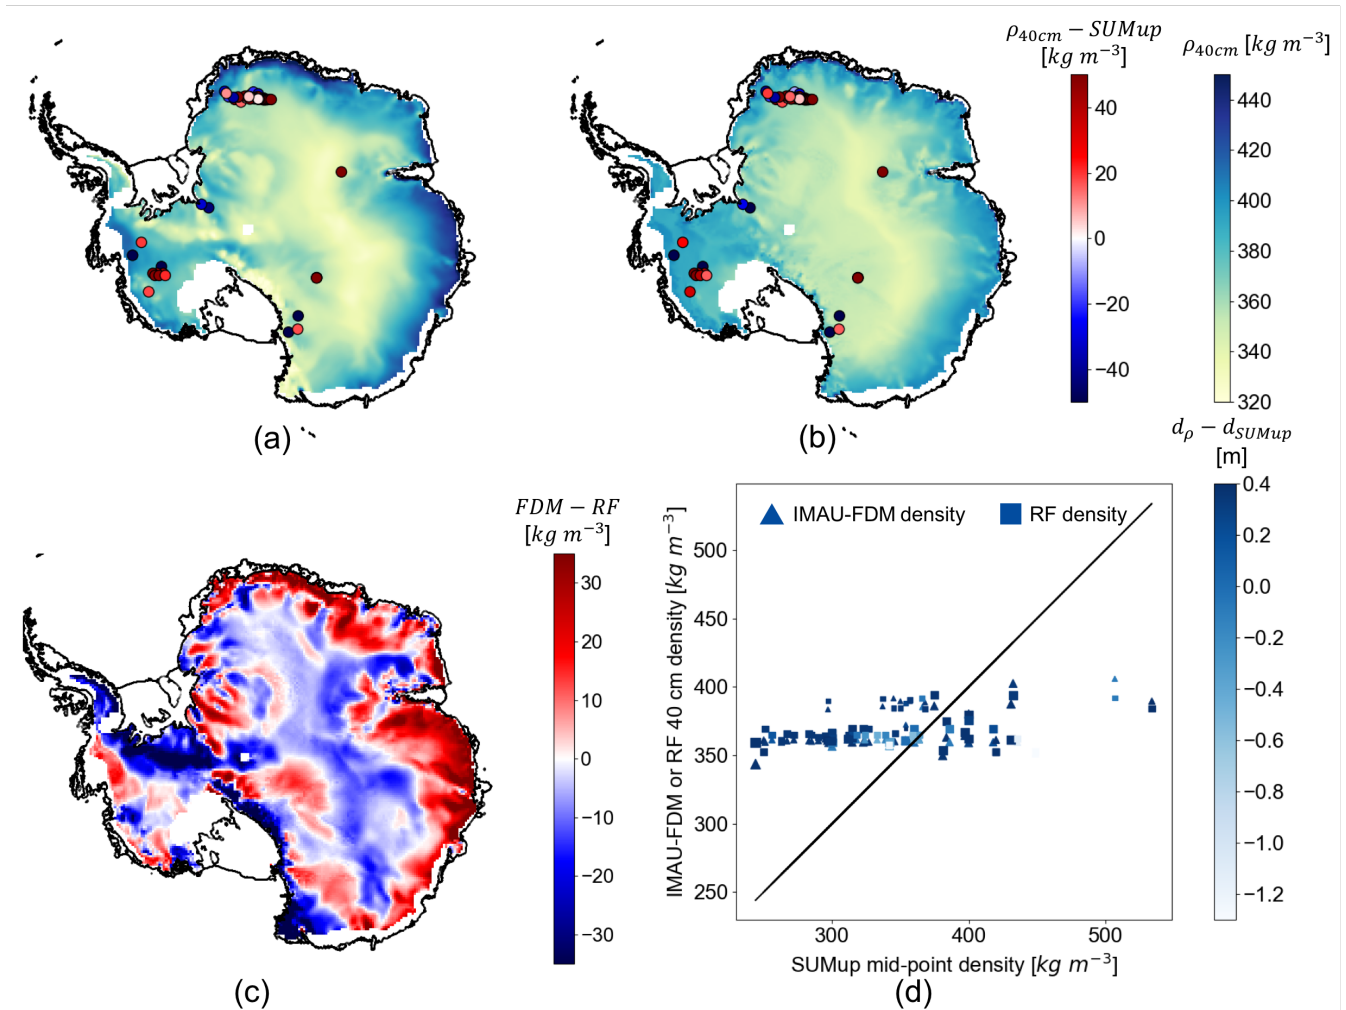 ρ40cm − SUMup
[kg m−3]
ρ40cm [kg m−3]
40
20
0
−20
−40
440
420
400
380
360
340
320
(a)
(b)
dρ − dSUMup
[m]
FDM − RF
[kg m−3]
30
20
10
0
−10
−20
−30
(c)
IMAU-FDM density
RF density
IMAU-FDM or RF 40 cm density [kg m−3]
500
450
400
350
300
250
300
400
500
SUMup mid-point density [kg m−3]
(d)
0.4
0.2
0.0
−0.2
−0.4
−0.6
−0.8
−1.0
−1.2